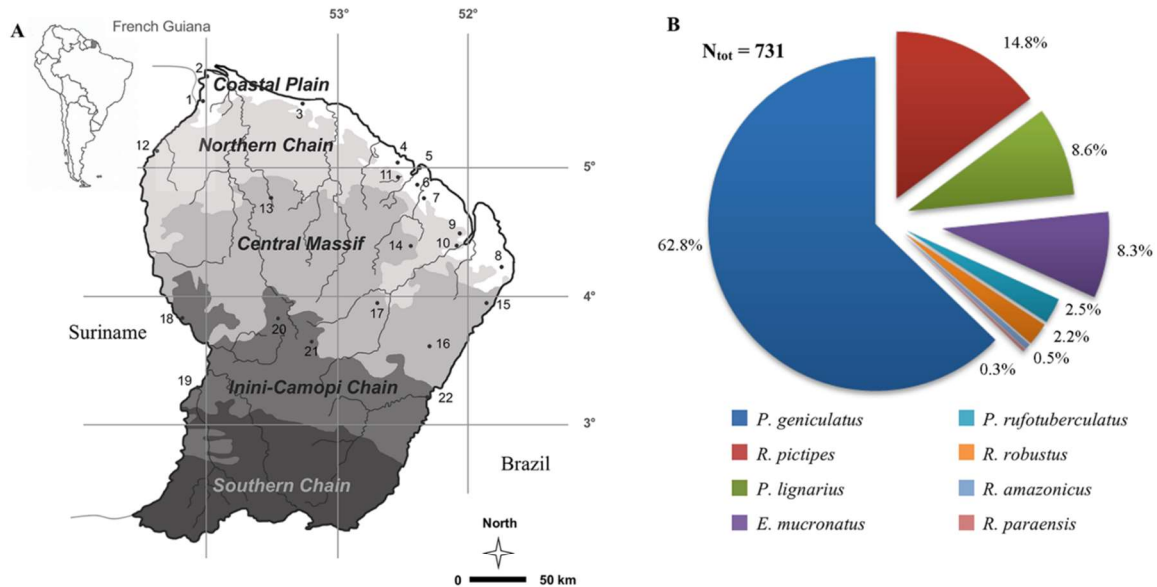 A
French Guiana
53°
52°
2
Coastal Plain
1
3
Northern Chain
12
4
5
5°
11
6
7
13
Central Massif
14
9
10
8
4°
15
17
18
20
Suriname
21
16
19
Inini-Camopi Chain
22
3°
Brazil
Southern Chain
North
0 50 km
B
N_tot = 731
14.8%
8.6%
62.8%
8.3%
2.5%
2.2%
0.5%
0.3%
P. geniculatus
P. rufotuberculatus
R. pictipes
R. robustus
P. lignarius
R. amazonicus
E. mucronatus
R. paraensis